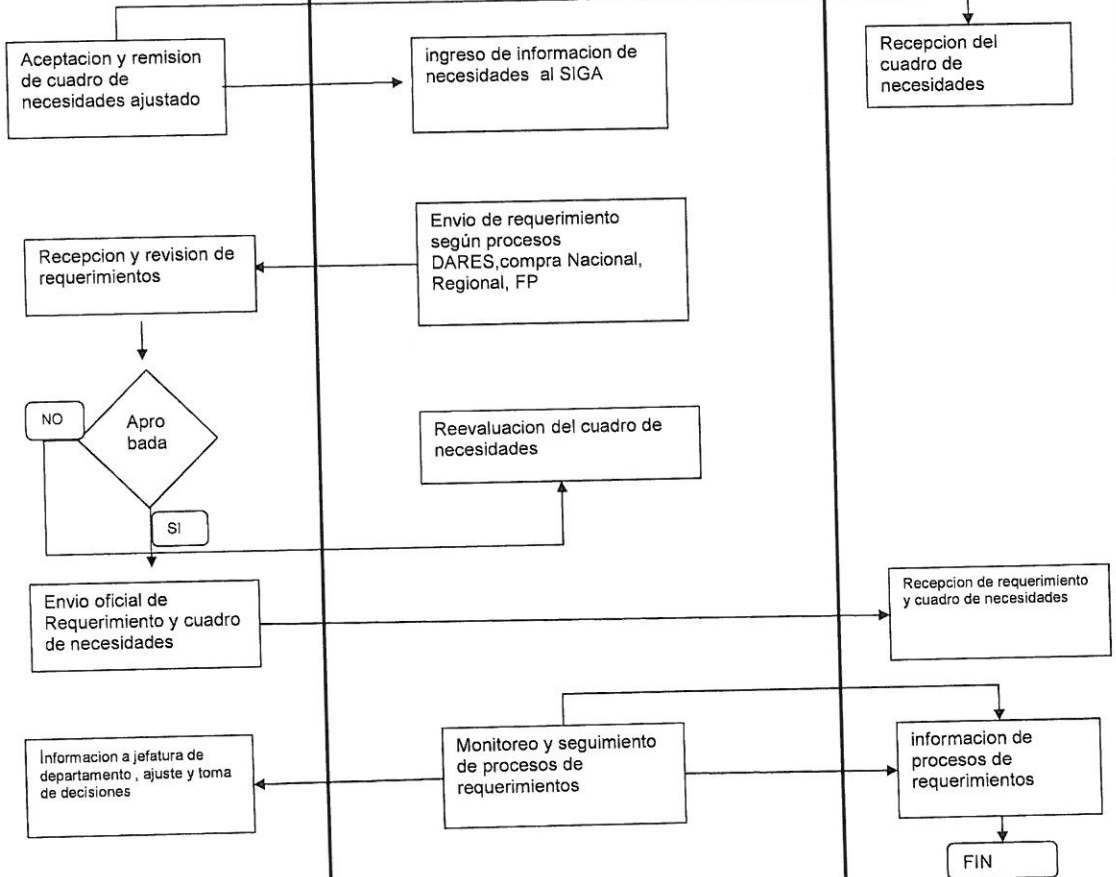 Aceptacion y remision
de cuadro de
necesidades ajustado
ingreso de informacion de
necesidades al SIGA
Recepcion del
cuadro de
necesidades
Recepcion y revision de
requerimientos
Envio de requerimiento
según procesos
DARES,compra Nacional,
Regional, FP
NO
Apro
bada
SI
Reevaluacion del cuadro de
necesidades
Envio oficial de
Requerimiento y cuadro
de necesidades
Recepcion de requerimiento
y cuadro de necesidades
Informacion a jefatura de
departamento , ajuste y toma
de decisiones
Monitoreo y seguimiento
de procesos de
requerimientos
informacion de
procesos de
requerimientos
FIN